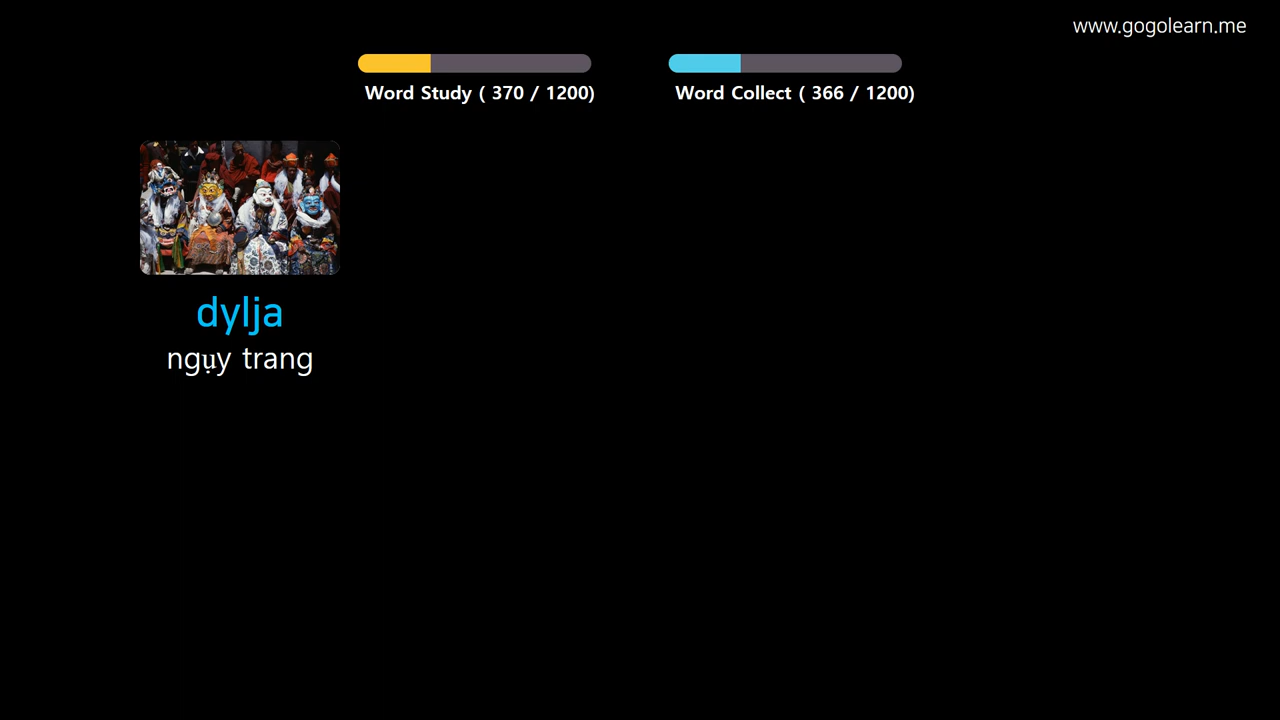 www.gogolearn.me
Word Study ( 370 / 1200)
Word Collect ( 366 / 1200)
dylja
ngụy trang